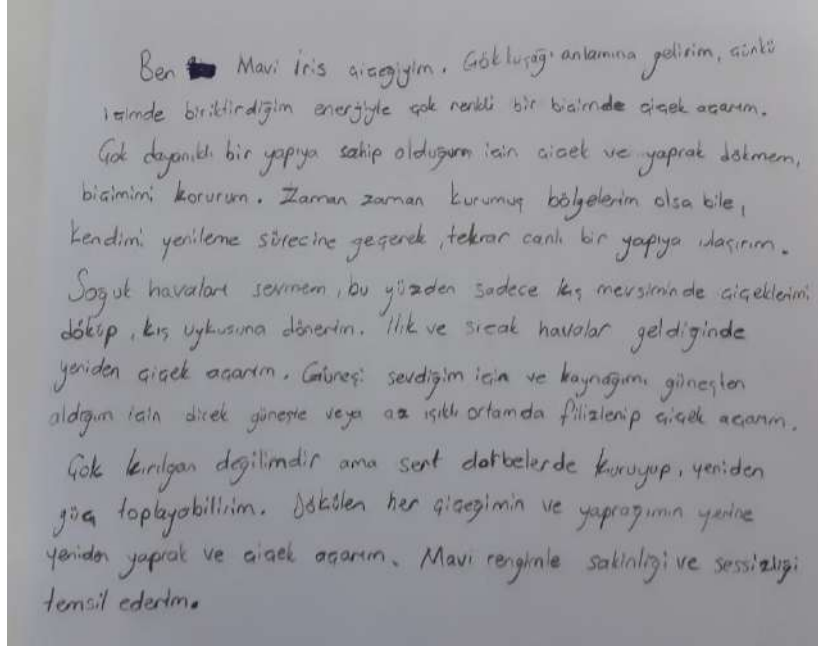 Ben Mavi İris çiçeğiyim. Gökkuşağı anlamına gelirim, çünkü
içimde biriktirdiğim enerjiyle çok renkli bir biçimde çiçek açarım.
Çok dayanıklı bir yapıya sahip olduğum için çiçek ve yaprak dökmem,
biçimimi korurum. Zaman zaman kurumuş bölgelerim olsa bile,
kendimi yenileme sürecine geçerek, tekrar canlı bir yapıya ulaşırım.
Soğuk havaları sevmem, bu yüzden sadece kış mevsiminde çiçeklerimi
döküp, kış uykusuna dönerim. Ilık ve sıcak havalar geldiğinde
yeniden çiçek açarım. Güneşi sevdiğim için ve kaynağımı güneşten
aldığım için direk güneşte veya az ışıklı ortamda filizlenip çiçek açarım.
Çok kırılgan değilimdir ama sert darbelerde kuruyup, yeniden
güç toplayabilirim. Dökülen her çiçeğimin ve yaprağımın yerine
yeniden yaprak ve çiçek açarım. Mavi rengimle sakinliği ve sessizliği
temsil ederim.